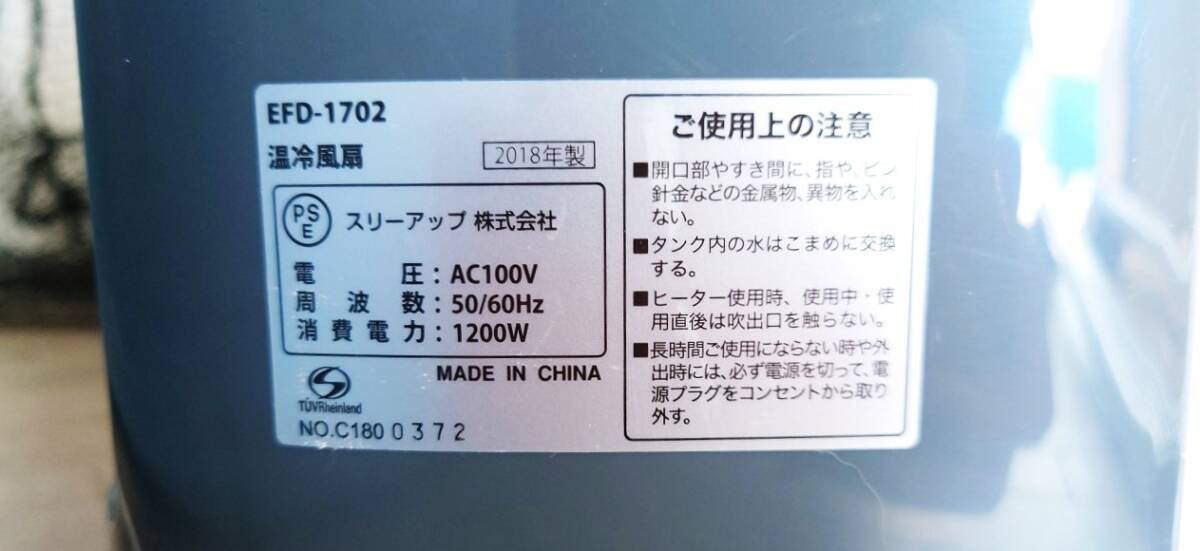 EFD-1702
温冷風扇
2018年製
PSE
スリーアップ 株式会社
電圧：AC100V
周波数：50/60Hz
消費電力：1200W
MADE IN CHINA
TÜVRheinland
NO.C180 0372
ご使用上の注意
■開口部やすき間に、指や、ピン
針金などの金属物、異物を入れ
ない。
■タンク内の水はこまめに交換
する。
■ヒーター使用時、使用中・使
用直後は吹出口を触らない。
■長時間ご使用にならない時や外
出時には、必ず電源を切って、電
源プラグをコンセントから取り
外す。